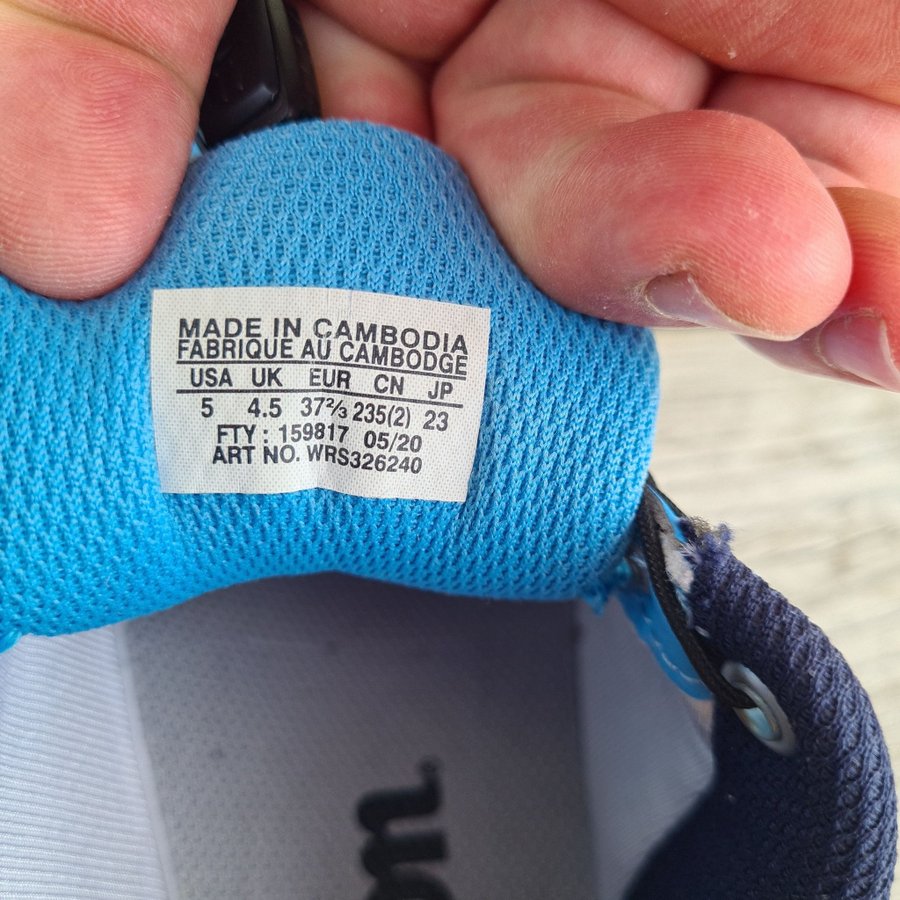 MADE IN CAMBODIA
FABRIQUE AU CAMBODGE
USA UK EUR CN JP
5 4.5 37⅔ 235(2) 23
FTY : 159817 05/20
ART NO. WRS326240
on